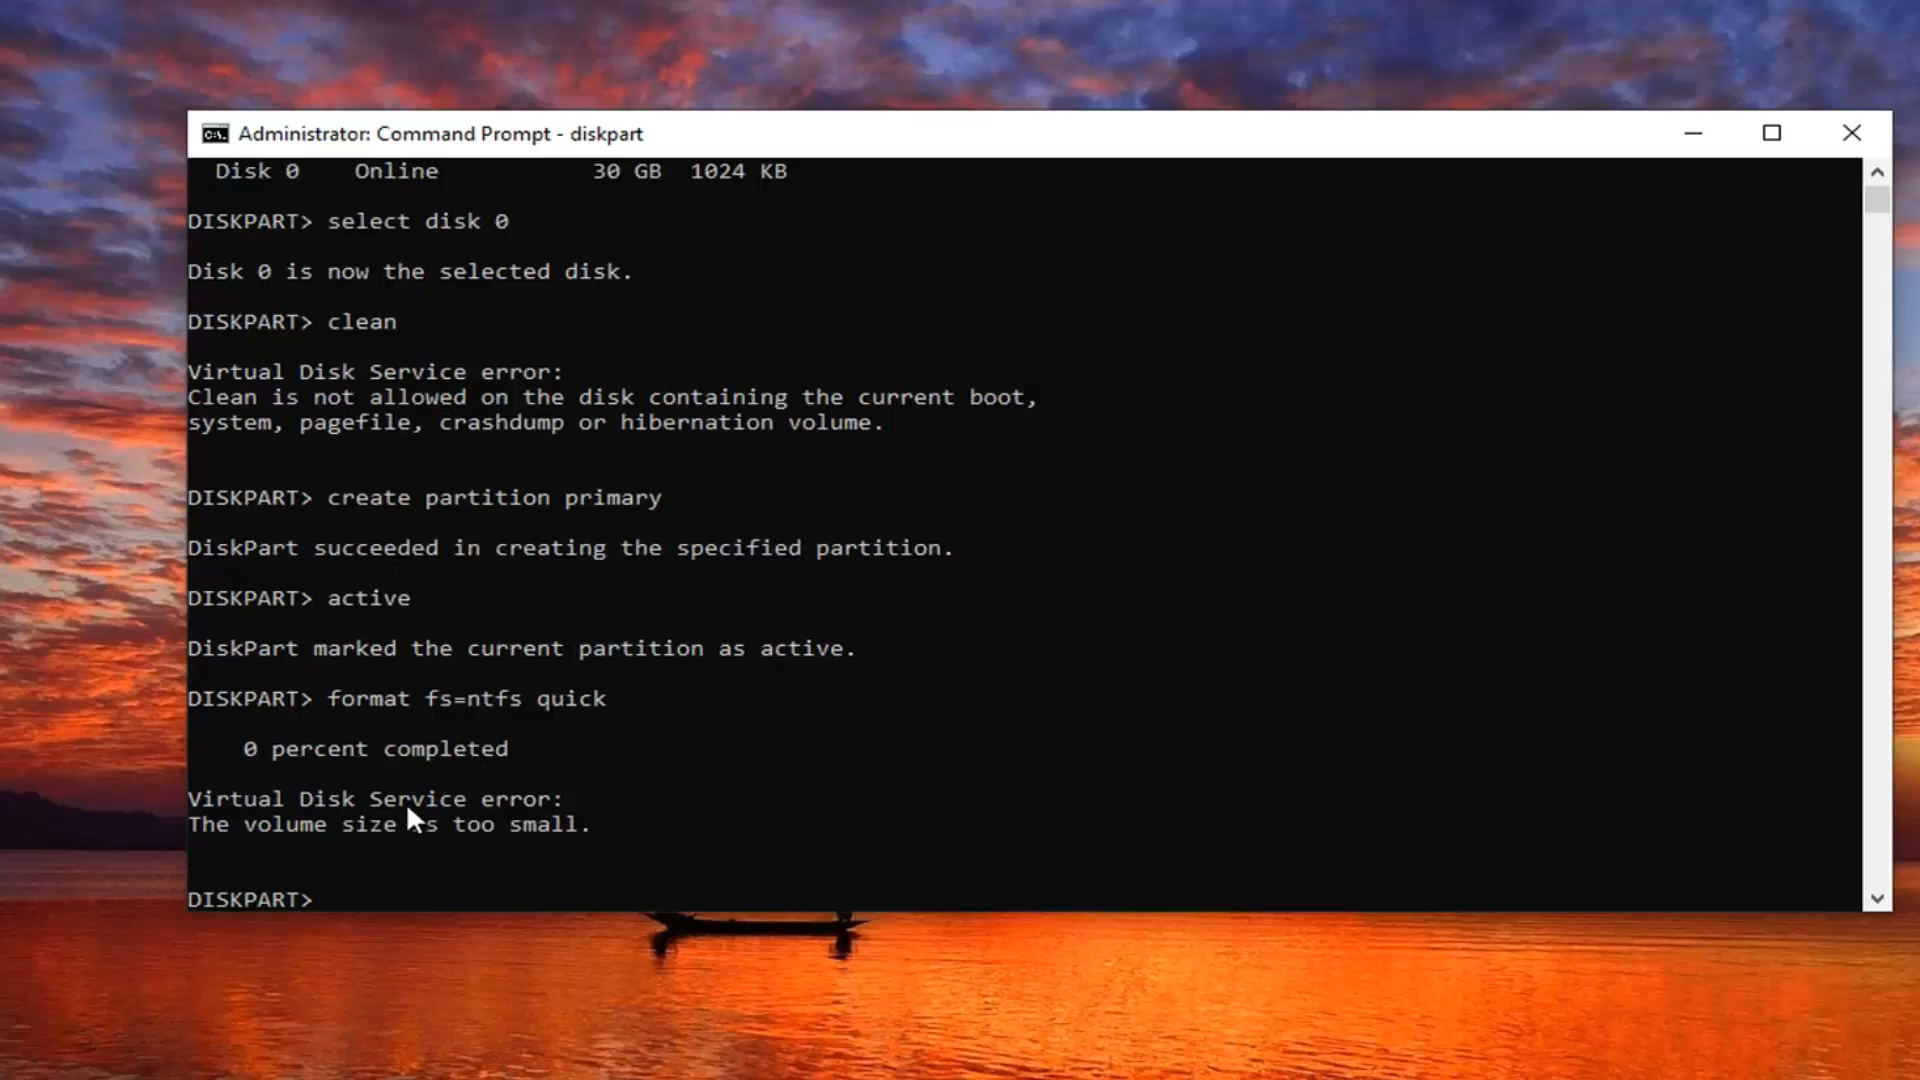 Administrator: Command Prompt - diskpart
Disk 0    Online           30 GB  1024 KB
DISKPART> select disk 0
Disk 0 is now the selected disk.
DISKPART> clean
Virtual Disk Service error:
Clean is not allowed on the disk containing the current boot,
system, pagefile, crashdump or hibernation volume.
DISKPART> create partition primary
DiskPart succeeded in creating the specified partition.
DISKPART> active
DiskPart marked the current partition as active.
DISKPART> format fs=ntfs quick
0 percent completed
Virtual Disk Service error:
The volume size is too small.
DISKPART>